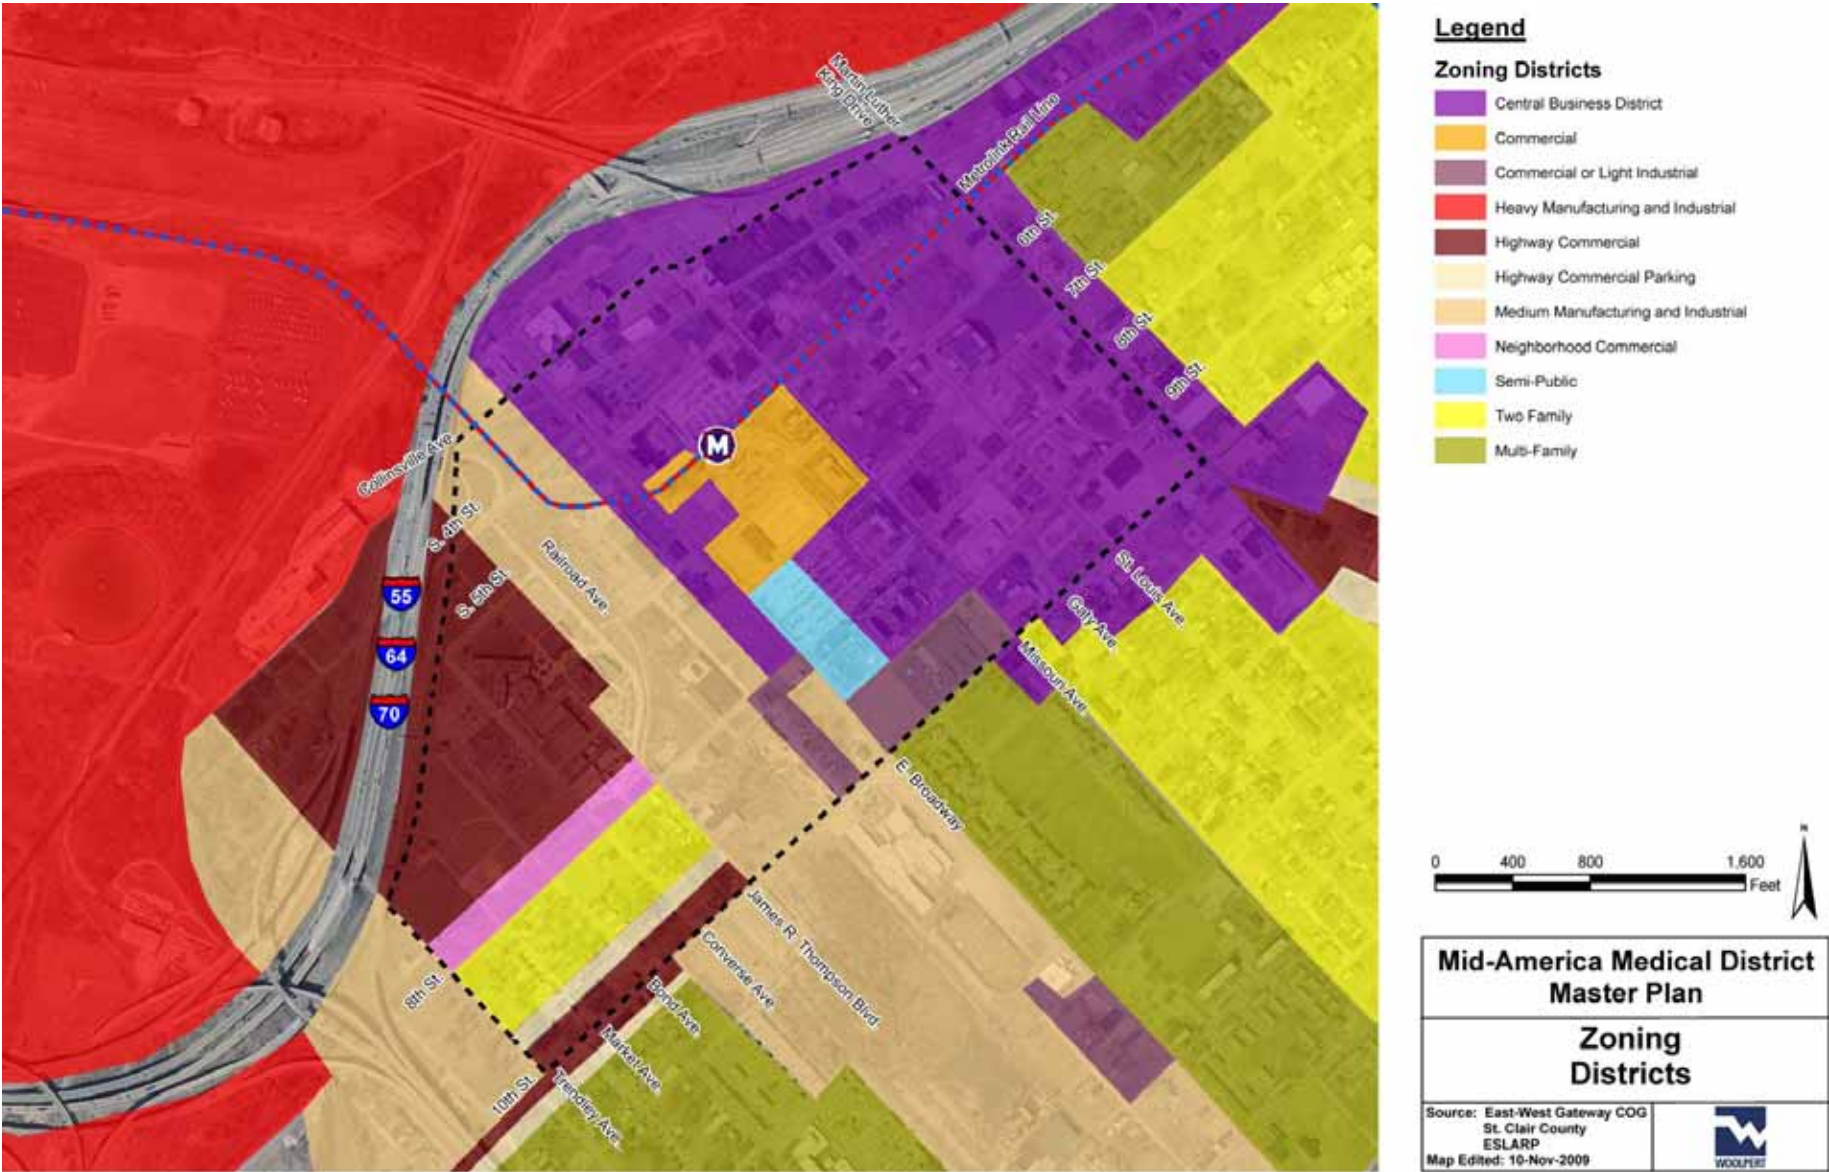 Martin Luther
King Drive
Metrolink Rail Line
6th St.
7th St.
8th St.
9th St.
M
Collinsville Ave.
S. 4th St.
Railroad Ave.
S. 5th St.
55
64
70
St. Louis Ave.
Gaty Ave.
Missouri Ave.
E. Broadway
James R. Thompson Blvd.
Converse Ave.
Bond Ave.
8th St.
Market Ave.
10th St.
Trendley Ave.
Legend
Zoning Districts
Central Business District
Commercial
Commercial or Light Industrial
Heavy Manufacturing and Industrial
Highway Commercial
Highway Commercial Parking
Medium Manufacturing and Industrial
Neighborhood Commercial
Semi-Public
Two Family
Multi-Family
N
0 400 800 1,600
Feet
Mid-America Medical District
Master Plan
Zoning
Districts
Source: East-West Gateway COG
St. Clair County
ESLARP
Map Edited: 10-Nov-2009
WOOLPERT